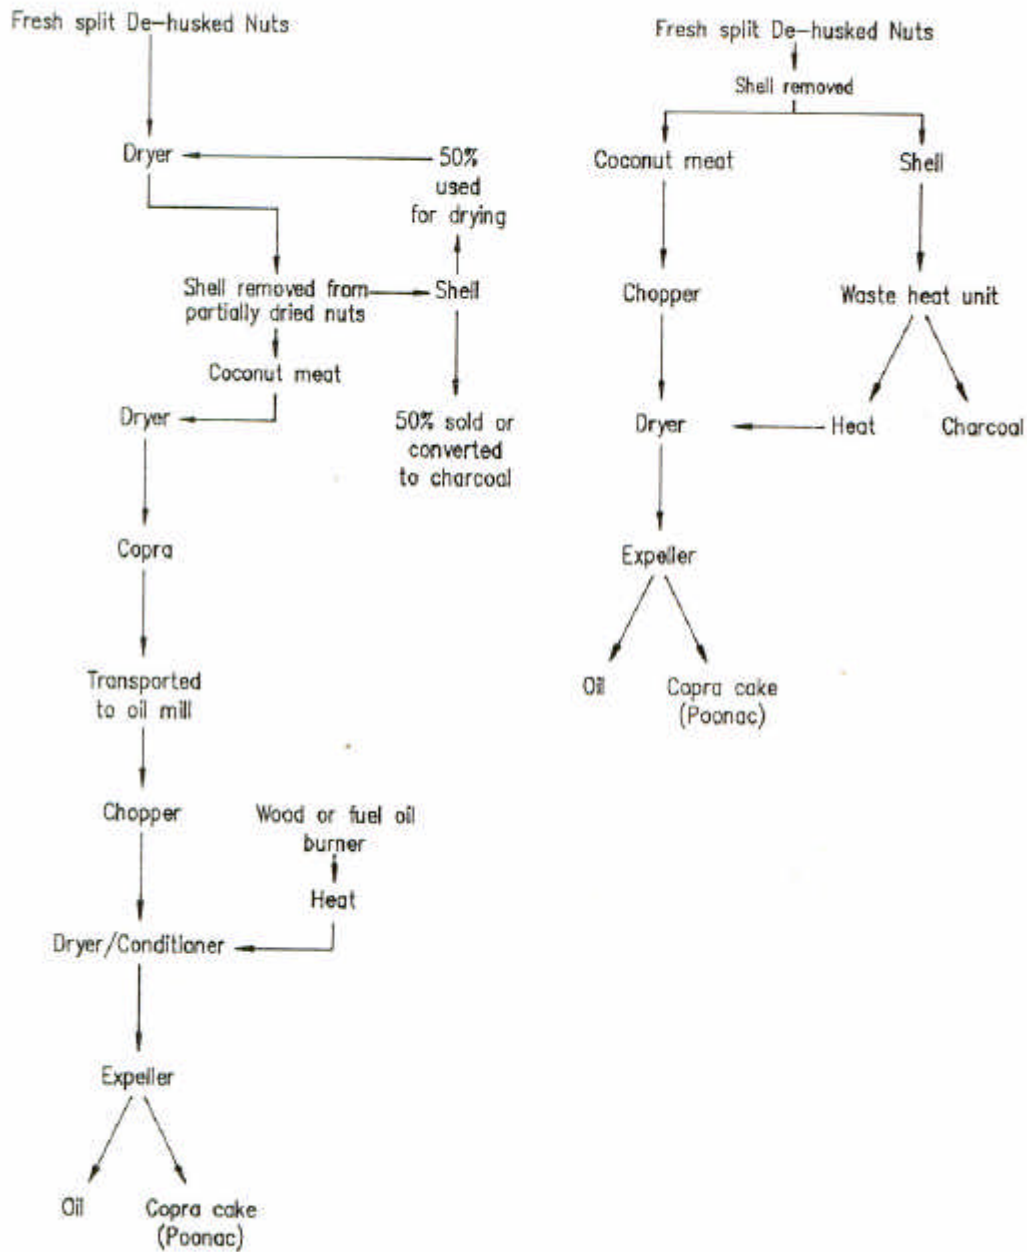 Fresh split De-husked Nuts
Dryer
50%
used
for drying
Shell removed from
partially dried nuts
Shell
Coconut meat
Dryer
50% sold or
converted
to charcoal
Copra
Transported
to oil mill
Chopper
Wood or fuel oil
burner
Heat
Dryer/Conditioner
Expeller
Oil
Copra cake
(Poonac)
Fresh split De-husked Nuts
Shell removed
Coconut meat
Shell
Chopper
Waste heat unit
Dryer
Heat
Charcoal
Expeller
Oil
Copra cake
(Poonac)